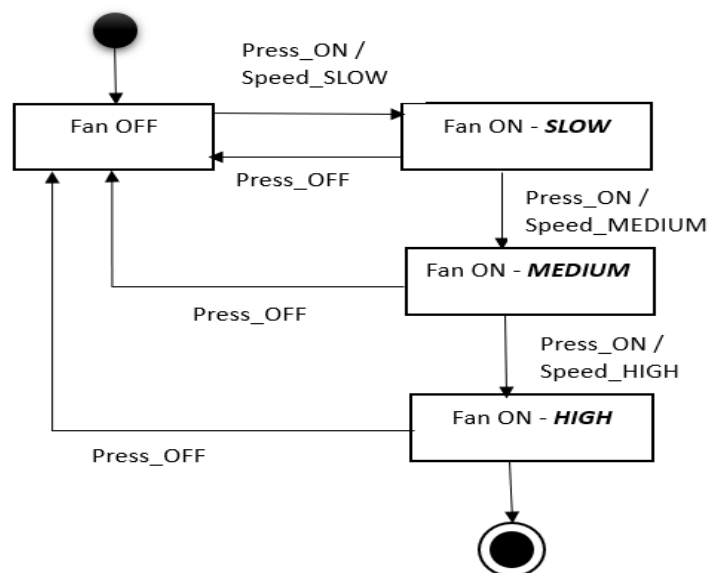 Press_ON /
Speed_SLOW
Fan OFF
Fan ON - SLOW
Press_OFF
Press_ON /
Speed_MEDIUM
Fan ON - MEDIUM
Press_OFF
Press_ON /
Speed_HIGH
Fan ON - HIGH
Press_OFF